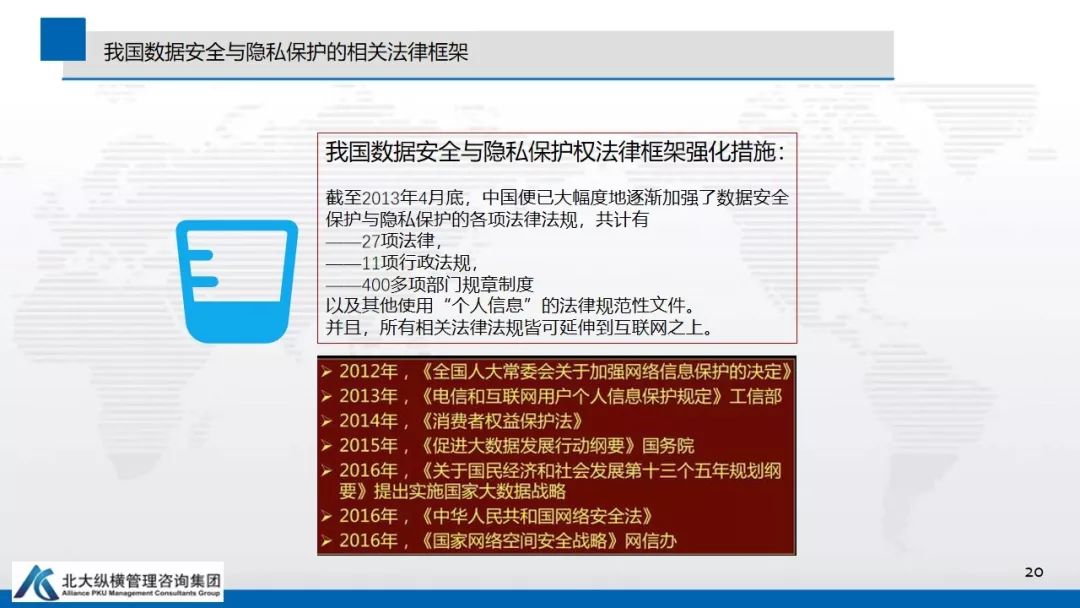 我国数据安全与隐私保护的相关法律框架
我国数据安全与隐私保护权法律框架强化措施：
截至2013年4月底，中国便已大幅度地逐渐加强了数据安全
保护与隐私保护的各项法律法规，共计有
——27项法律，
——11项行政法规，
——400多项部门规章制度
以及其他使用“个人信息”的法律规范性文件。
并且，所有相关法律法规皆可延伸到互联网之上。
➢ 2012年，《全国人大常委会关于加强网络信息保护的决定》
➢ 2013年，《电信和互联网用户个人信息保护规定》工信部
➢ 2014年，《消费者权益保护法》
➢ 2015年，《促进大数据发展行动纲要》国务院
➢ 2016年，《关于国民经济和社会发展第十三个五年规划纲
要》提出实施国家大数据战略
➢ 2016年，《中华人民共和国网络安全法》
➢ 2016年，《国家网络空间安全战略》网信办
北大纵横管理咨询集团
Alliance PKU Management Consultants Group
20